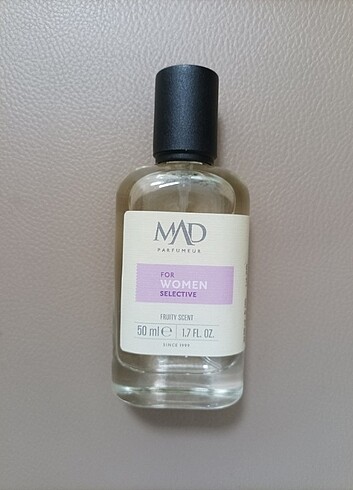 MAD
PARFUMEUR
FOR
WOMEN
SELECTIVE
FRUITY SCENT
50 ml ℮ 1.7 FL. OZ.
SINCE 1999